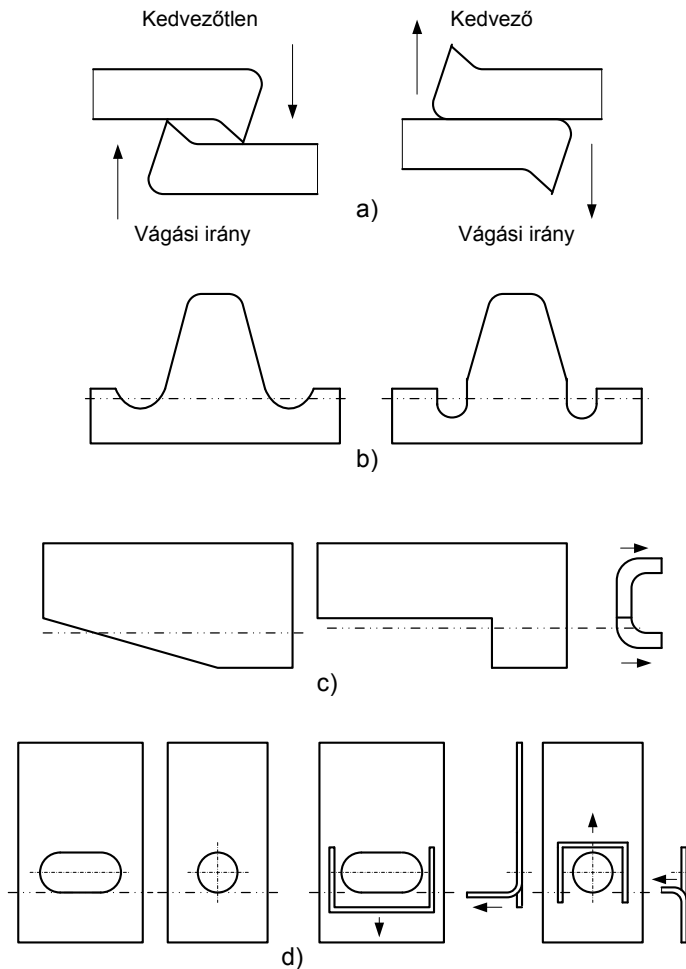 Kedvezőtlen
Kedvező
a)
Vágási irány
Vágási irány
b)
c)
d)